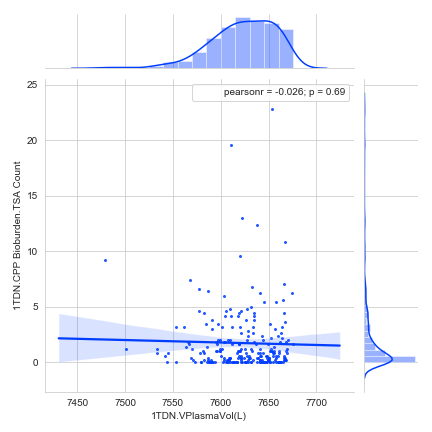 pearsonr = -0.026; p = 0.69
25
20
15
10
5
0
1TDN.CPP Bioburden.TSA Count
7450 7500 7550 7600 7650 7700
1TDN.VPlasmaVol(L)